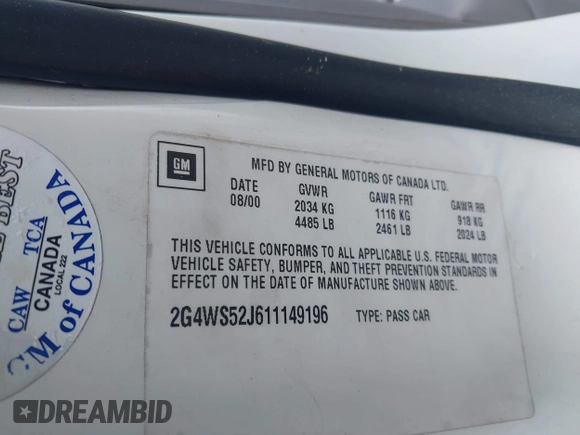 BEST
CAW TCA
CANADA
LOCAL 222
GM of CANADA
GM
MFD BY GENERAL MOTORS OF CANADA LTD.
DATE GVWR GAWR FRT GAWR RR
08/00 2034 KG 1116 KG 918 KG
4485 LB 2461 LB 2024 LB
THIS VEHICLE CONFORMS TO ALL APPLICABLE U.S. FEDERAL MOTOR
VEHICLE SAFETY, BUMPER, AND THEFT PREVENTION STANDARDS IN
EFFECT ON THE DATE OF MANUFACTURE SHOWN ABOVE.
2G4WS52J611149196 TYPE: PASS CAR
DREAMBID